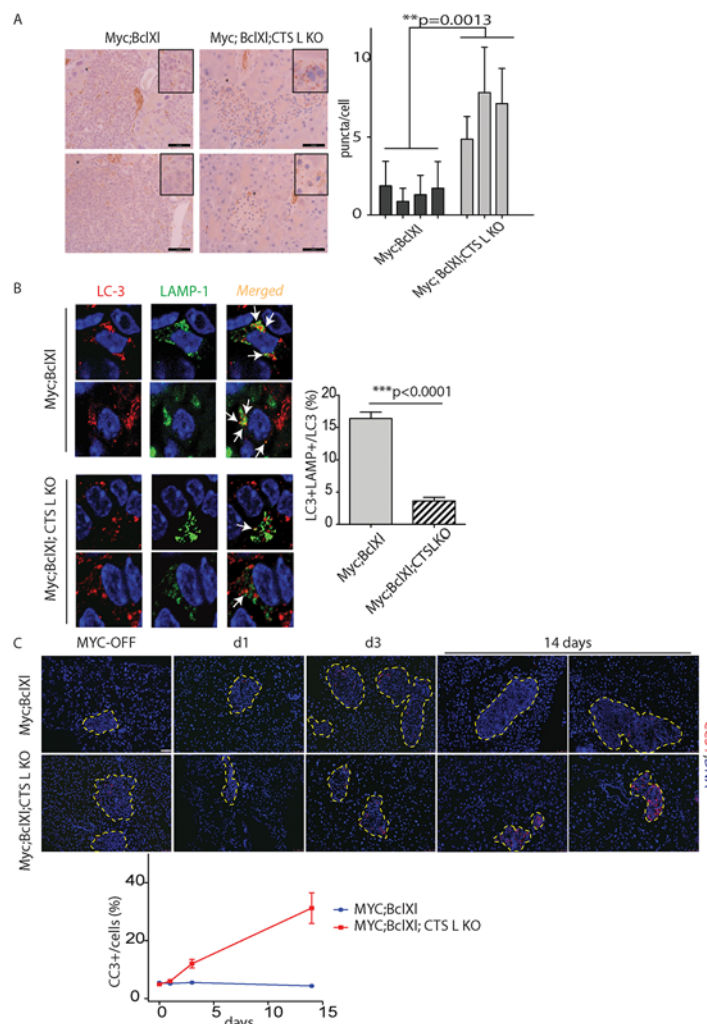 A
Myc;BclXl
Myc; BclXl;CTS L KO
**p=0.0013
puncta/cell
10
5
0
Myc;BclXl
Myc; BclXl;CTS L KO
B
LC-3
LAMP-1
Merged
Myc;BclXl
Myc;BclXl; CTS L KO
***p<0.0001
LC3+LAMP+/LC3 (%)
20
15
10
5
0
Myc;BclXl
Myc;BclXl;CTSLKO
C
MYC-OFF
d1
d3
14 days
Myc;BclXl
Myc;BclXl;CTS L KO
CC3+/cells (%)
40
20
0
0
5
10
15
days
MYC;BclXl
MYC;BclXl; CTS L KO